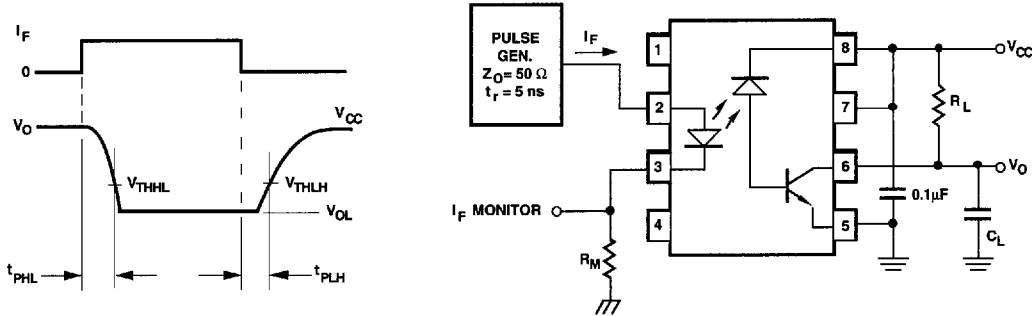 I_F
0
V_O
V_CC
V_THHL
V_THLH
V_OL
t_PHL
t_PLH
PULSE
GEN.
Z_O = 50 Ω
t_r = 5 ns
I_F
1
2
3
4
8
7
6
5
V_CC
R_L
V_O
0.1µF
C_L
I_F MONITOR
R_M